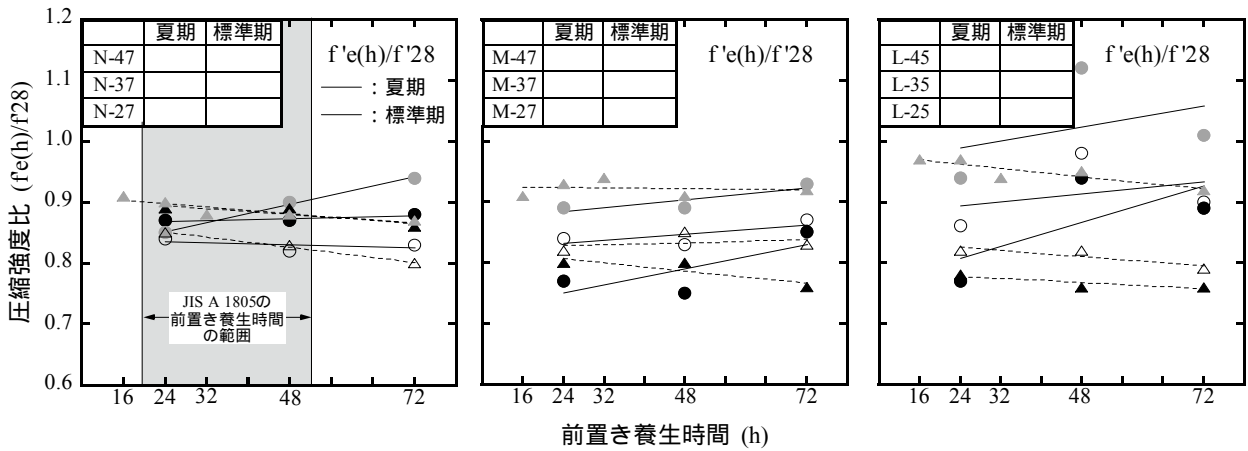 圧縮強度比 (f'e(h)/f'28)
1.2
1.1
1.0
0.9
0.8
0.7
0.6
夏期 標準期
N-47
N-37
N-27
f'e(h)/f'28
—:夏期
—:標準期
JIS A 1805の
前置き養生時間
の範囲
16 24 32 48 72
夏期 標準期
M-47
M-37
M-27
f'e(h)/f'28
16 24 32 48 72
夏期 標準期
L-45
L-35
L-25
f'e(h)/f'28
16 24 32 48 72
前置き養生時間 (h)